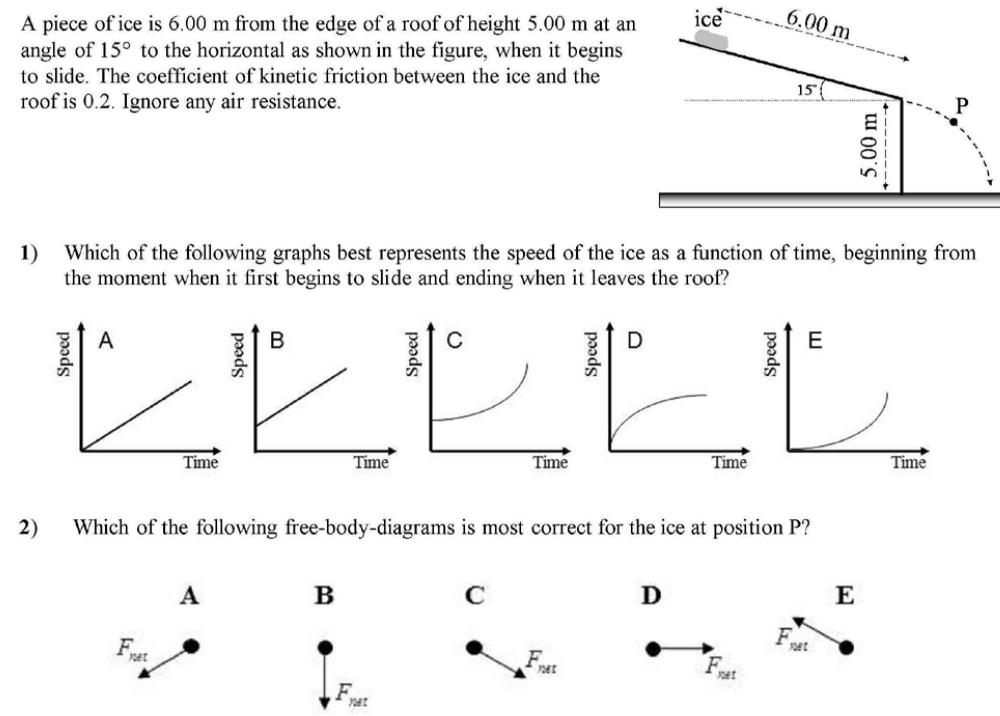 A piece of ice is 6.00 m from the edge of a roof of height 5.00 m at an
angle of 15° to the horizontal as shown in the figure, when it begins
to slide. The coefficient of kinetic friction between the ice and the
roof is 0.2. Ignore any air resistance.
ice
6.00 m
15°
P
5.00 m
1) Which of the following graphs best represents the speed of the ice as a function of time, beginning from
the moment when it first begins to slide and ending when it leaves the roof?
A B C D E
Speed Speed Speed Speed Speed
Time Time Time Time Time
2) Which of the following free-body-diagrams is most correct for the ice at position P?
A B C D E
Fnet Fnet Fnet Fnet Fnet